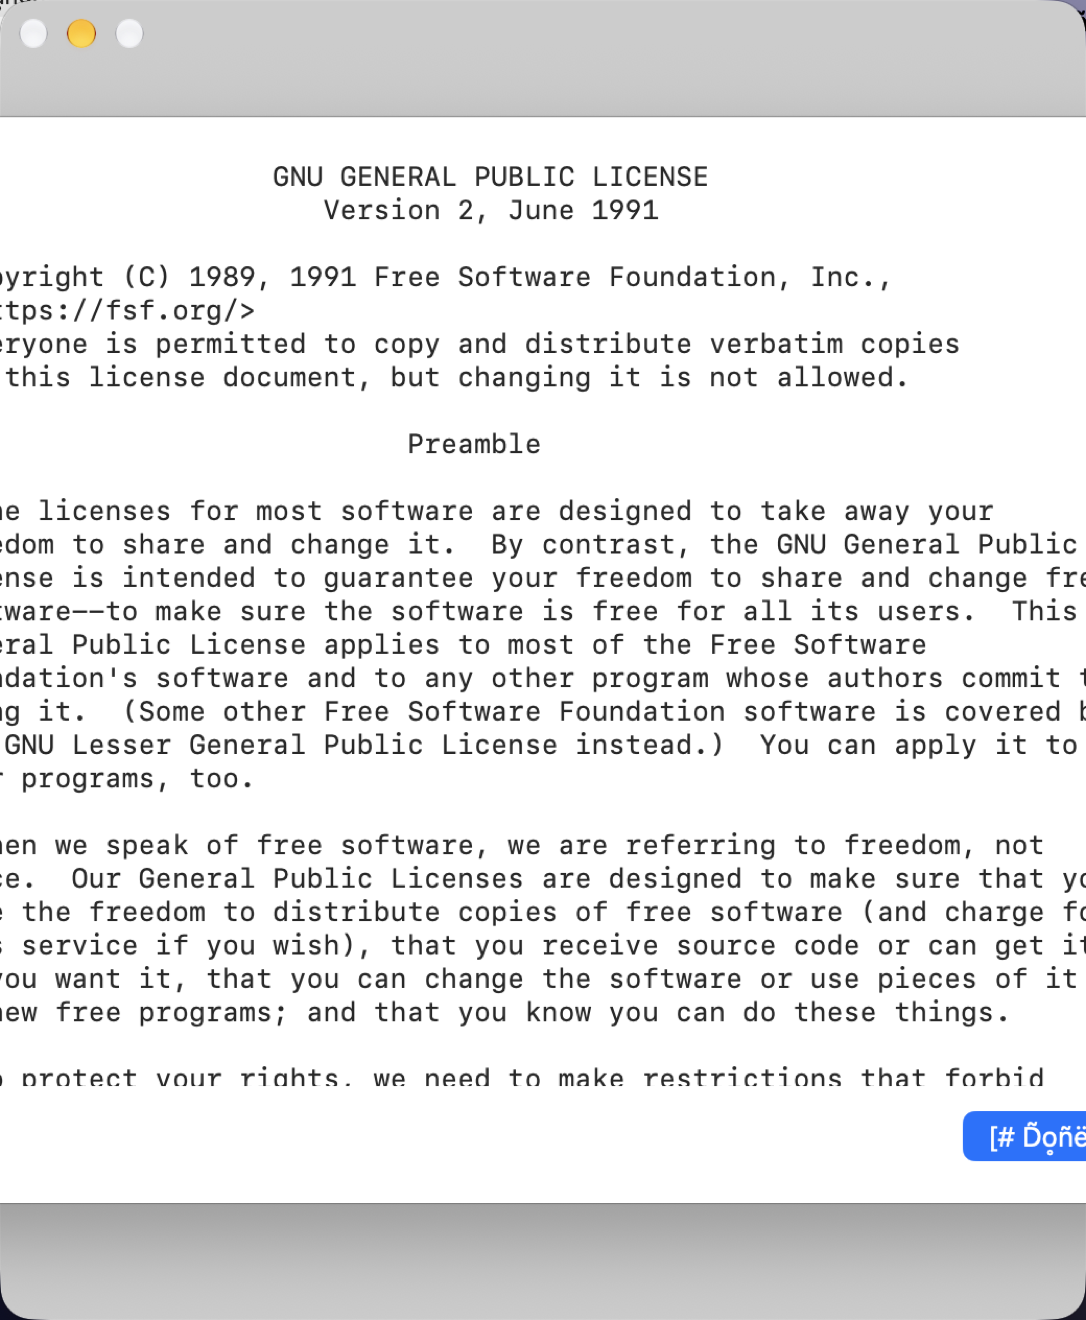 GNU GENERAL PUBLIC LICENSE
Version 2, June 1991
pyright (C) 1989, 1991 Free Software Foundation, Inc.,
ttps://fsf.org/>
eryone is permitted to copy and distribute verbatim copies
this license document, but changing it is not allowed.
Preamble
he licenses for most software are designed to take away your
edom to share and change it.  By contrast, the GNU General Public
ense is intended to guarantee your freedom to share and change fre
tware--to make sure the software is free for all its users.  This
eral Public License applies to most of the Free Software
ndation's software and to any other program whose authors commit t
ng it.  (Some other Free Software Foundation software is covered b
GNU Lesser General Public License instead.)  You can apply it to
r programs, too.
hen we speak of free software, we are referring to freedom, not
ce.  Our General Public Licenses are designed to make sure that yo
e the freedom to distribute copies of free software (and charge fo
s service if you wish), that you receive source code or can get it
you want it, that you can change the software or use pieces of it
new free programs; and that you know you can do these things.
o protect your rights, we need to make restrictions that forbid
[# D̃o̥ñë